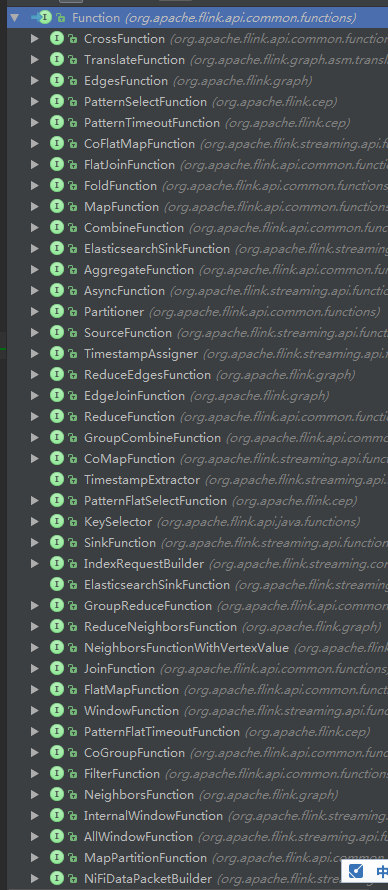 Function (org.apache.flink.api.common.functions)
CrossFunction (org.apache.flink.api.common.function
TranslateFunction (org.apache.flink.graph.asm.transl
EdgesFunction (org.apache.flink.graph)
PatternSelectFunction (org.apache.flink.cep)
PatternTimeoutFunction (org.apache.flink.cep)
CoFlatMapFunction (org.apache.flink.streaming.api.f
FlatJoinFunction (org.apache.flink.api.common.funct
FoldFunction (org.apache.flink.api.common.functions
MapFunction (org.apache.flink.api.common.functions
CombineFunction (org.apache.flink.api.common.func
ElasticsearchSinkFunction (org.apache.flink.streaming
AggregateFunction (org.apache.flink.api.common.fu
AsyncFunction (org.apache.flink.streaming.api.functi
Partitioner (org.apache.flink.api.common.functions)
SourceFunction (org.apache.flink.streaming.api.funct
TimestampAssigner (org.apache.flink.streaming.api.f
ReduceEdgesFunction (org.apache.flink.graph)
EdgeJoinFunction (org.apache.flink.graph)
ReduceFunction (org.apache.flink.api.common.functi
GroupCombineFunction (org.apache.flink.api.commo
CoMapFunction (org.apache.flink.streaming.api.func
TimestampExtractor (org.apache.flink.streaming.api.
PatternFlatSelectFunction (org.apache.flink.cep)
KeySelector (org.apache.flink.api.java.functions)
SinkFunction (org.apache.flink.streaming.api.function
IndexRequestBuilder (org.apache.flink.streaming.con
ElasticsearchSinkFunction (org.apache.flink.streaming
GroupReduceFunction (org.apache.flink.api.common
ReduceNeighborsFunction (org.apache.flink.graph)
NeighborsFunctionWithVertexValue (org.apache.flink
JoinFunction (org.apache.flink.api.common.functions)
FlatMapFunction (org.apache.flink.api.common.funct
WindowFunction (org.apache.flink.streaming.api.fun
PatternFlatTimeoutFunction (org.apache.flink.cep)
CoGroupFunction (org.apache.flink.api.common.func
FilterFunction (org.apache.flink.api.common.functions
NeighborsFunction (org.apache.flink.graph)
InternalWindowFunction (org.apache.flink.streaming
AllWindowFunction (org.apache.flink.streaming.api.f
MapPartitionFunction (org.apache.flink.api.commo
NiFiDataPacketBuilder (org.apache.flink.stre